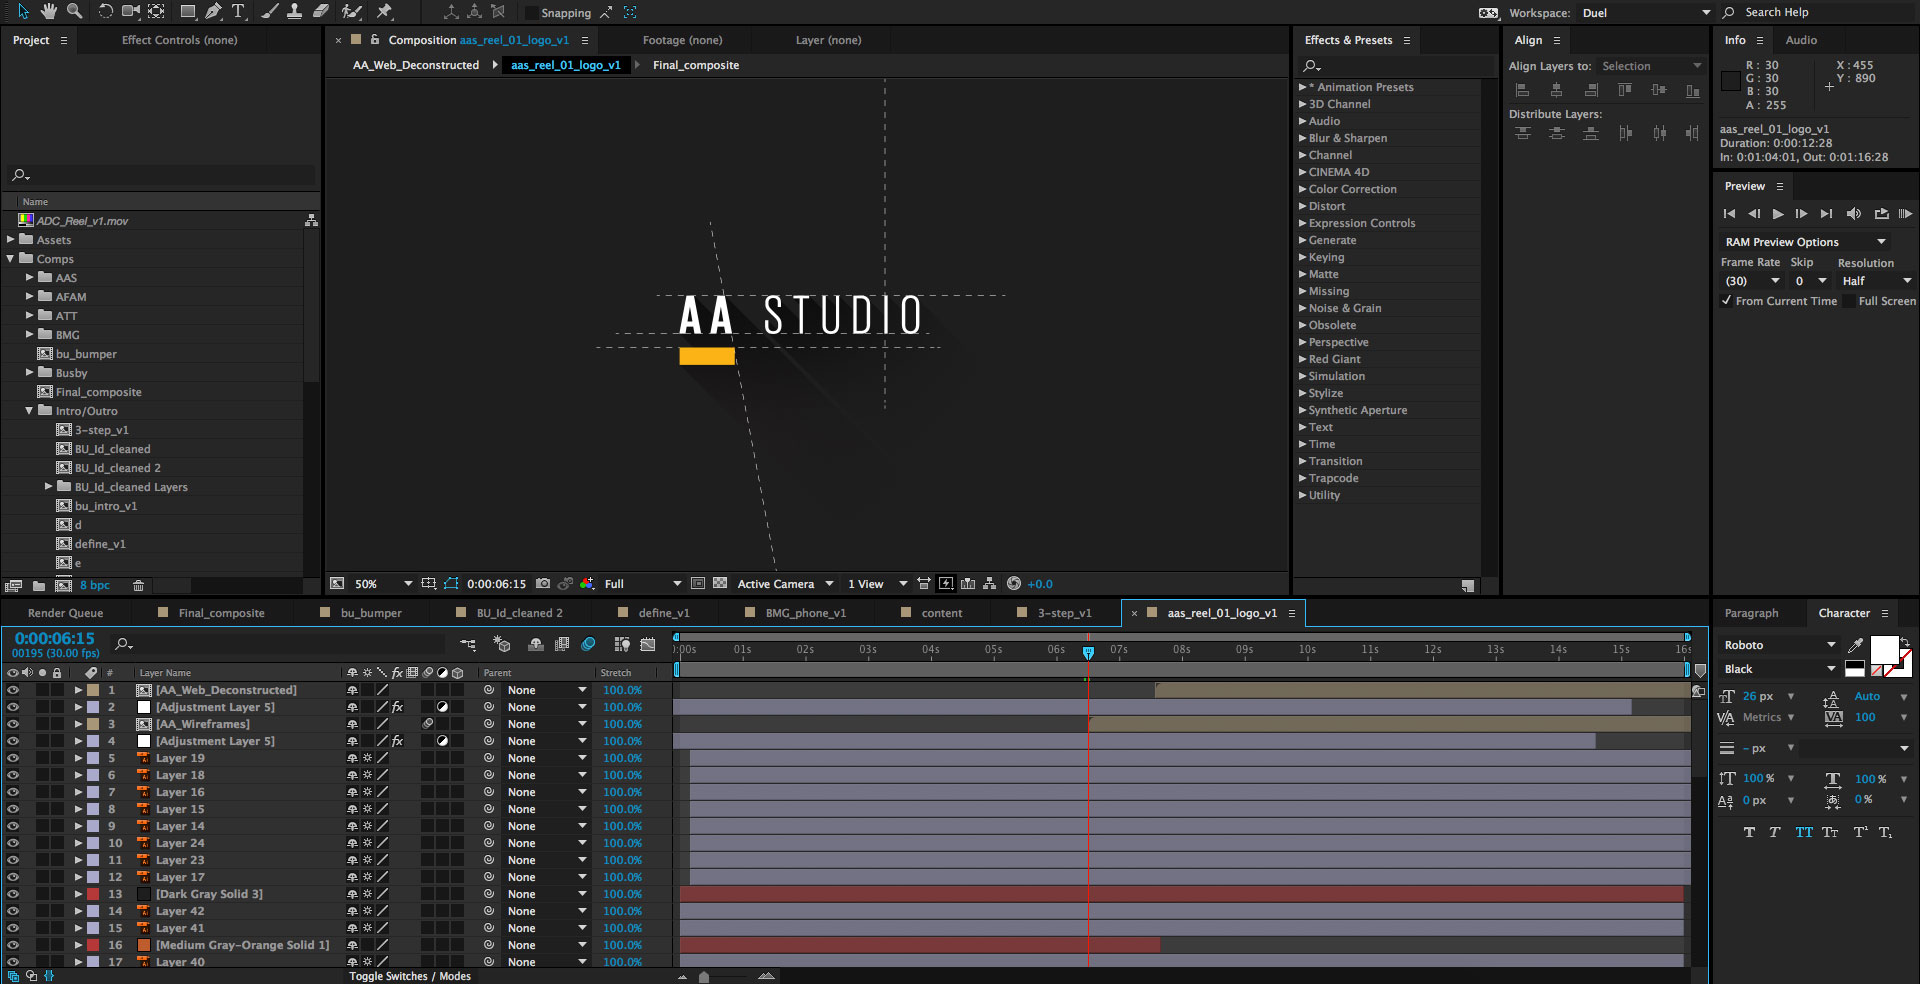 Snapping
Workspace: Duel
Search Help
Project
Effect Controls (none)
Composition aas_reel_01_logo_v1
Footage (none)
Layer (none)
Effects & Presets
Align
Info
Audio
AA_Web_Deconstructed
aas_reel_01_logo_v1
Final_composite
Name
ADC_Reel_v1.mov
Assets
Comps
AAS
AFAM
ATT
BMG
bu_bumper
Busby
Final_composite
Intro/Outro
3-step_v1
BU_Id_cleaned
BU_Id_cleaned 2
BU_Id_cleaned Layers
bu_intro_v1
d
define_v1
e
8 bpc
AA STUDIO
50%
0:00:06:15
Full
Active Camera
1 View
+0.0
* Animation Presets
3D Channel
Audio
Blur & Sharpen
Channel
CINEMA 4D
Color Correction
Distort
Expression Controls
Generate
Keying
Matte
Missing
Noise & Grain
Obsolete
Perspective
Red Giant
Simulation
Stylize
Synthetic Aperture
Text
Time
Transition
Trapcode
Utility
Align Layers to: Selection
Distribute Layers:
R : 30
G : 30
B : 30
A : 255
X : 455
Y : 890
aas_reel_01_logo_v1
Duration: 0:00:12:28
In: 0:01:04:01, Out: 0:01:16:28
Preview
RAM Preview Options
Frame Rate Skip Resolution
(30) 0 Half
From Current Time Full Screen
Render Queue
Final_composite
bu_bumper
BU_Id_cleaned 2
define_v1
BMG_phone_v1
content
3-step_v1
aas_reel_01_logo_v1
0:00:06:15
00195 (30.00 fps)
:00s 01s 02s 03s 04s 05s 06s 07s 08s 09s 10s 11s 12s 13s 14s 15s 16s
# Layer Name fx Parent Stretch
1 [AA_Web_Deconstructed] None 100.0%
2 [Adjustment Layer 5] fx None 100.0%
3 [AA_Wireframes] None 100.0%
4 [Adjustment Layer 5] fx None 100.0%
5 Layer 19 None 100.0%
6 Layer 18 None 100.0%
7 Layer 16 None 100.0%
8 Layer 15 None 100.0%
9 Layer 14 None 100.0%
10 Layer 24 None 100.0%
11 Layer 23 None 100.0%
12 Layer 17 None 100.0%
13 [Dark Gray Solid 3] None 100.0%
14 Layer 42 None 100.0%
15 Layer 41 None 100.0%
16 [Medium Gray-Orange Solid 1] None 100.0%
17 Layer 40 None 100.0%
Toggle Switches / Modes
Paragraph
Character
Roboto
Black
26 px Auto
Metrics 100
- px
100 % 100 %
0 px 0 %
T T TT Tt T¹ T₁